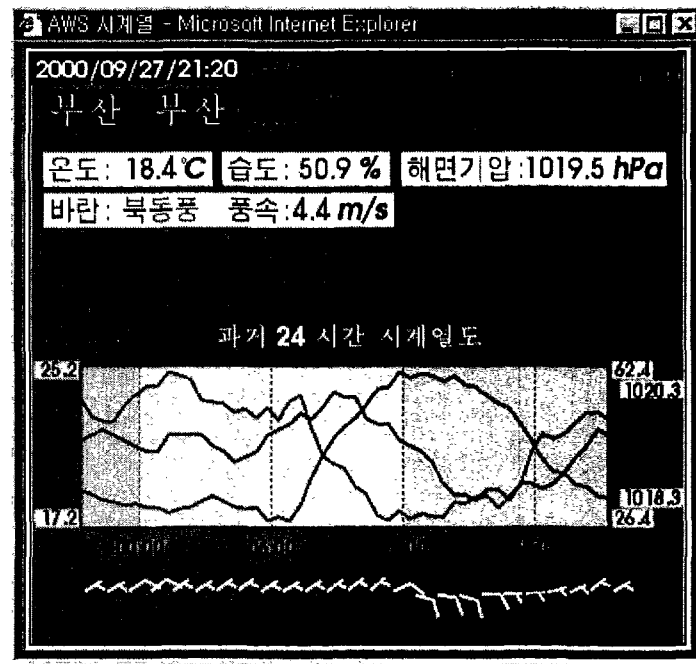 AWS 시계열 - Microsoft Internet Explorer
2000/09/27/21:20
부산 부산
온도: 18.4℃ 습도: 50.9 % 해면기압:1019.5 hPa
바람: 북동풍 풍속:4.4 m/s
과거 24 시간 시계열도
25.2 62.4
1020.3
1018.3
17.2 26.4